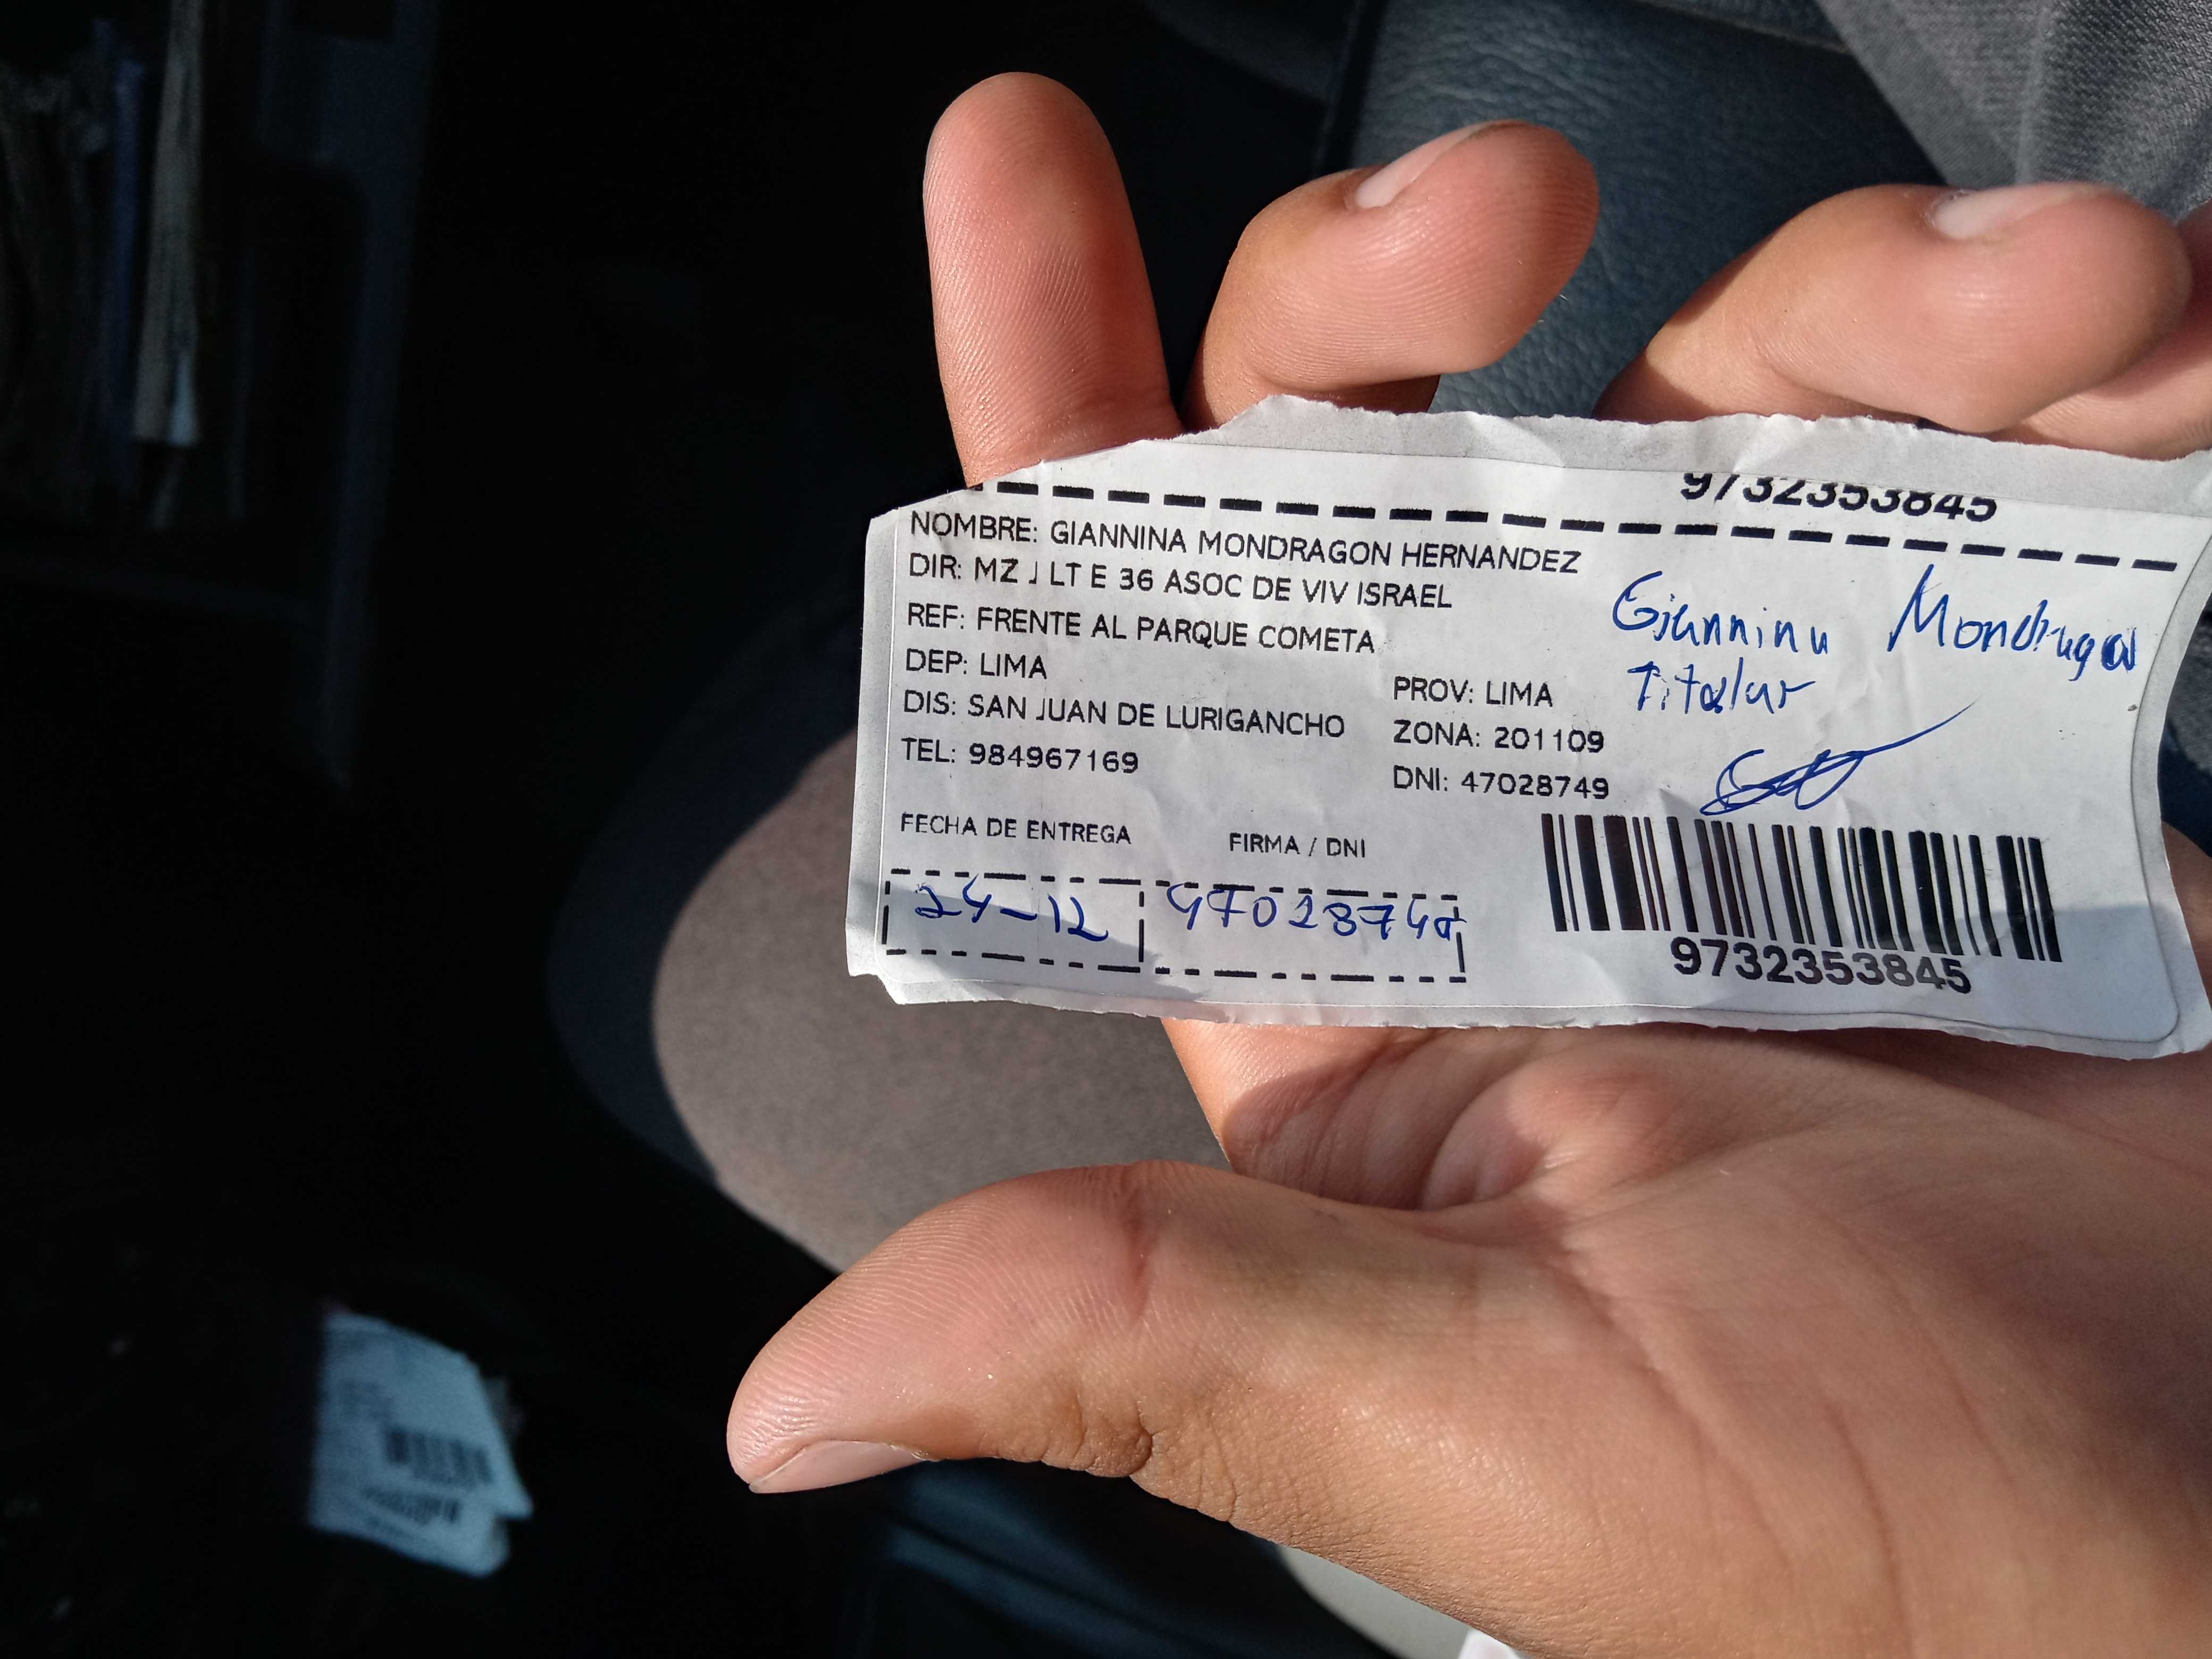 9732353845
NOMBRE: GIANNINA MONDRAGON HERNANDEZ
DIR: MZ J LT E 36 ASOC DE VIV ISRAEL
REF: FRENTE AL PARQUE COMETA
DEP: LIMA
PROV: LIMA
DIS: SAN JUAN DE LURIGANCHO
ZONA: 201109
TEL: 984967169
DNI: 47028749
Giannina Mondragon
Titular
FECHA DE ENTREGA
FIRMA / DNI
24-12
47028749
9732353845